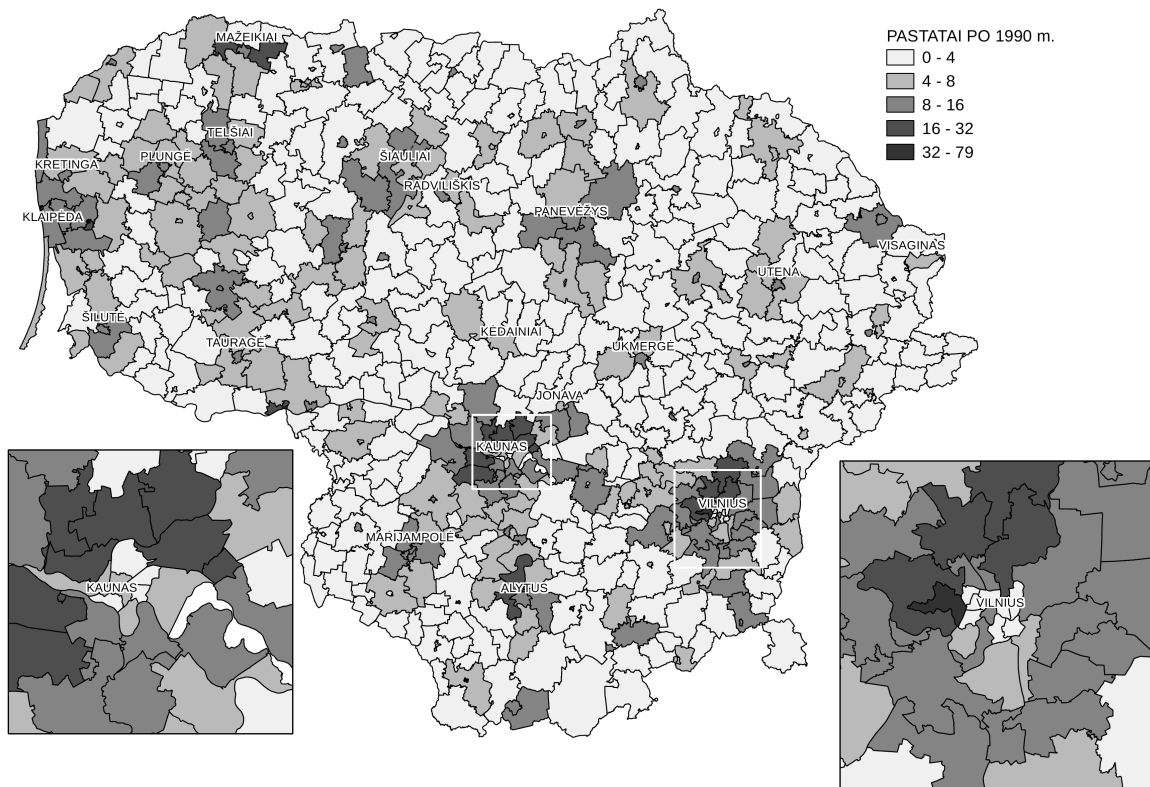 PASTATAI PO 1990 m.
0 - 4
4 - 8
8 - 16
16 - 32
32 - 79
MAŽEIKIAI
TELŠIAI
PLUNGĖ
KRETINGA
ŠIAULIAI
RADVILIŠKIS
KLAIPĖDA
PANEVĖŽYS
VISAGINAS
UTENA
ŠILUTĖ
TAURAGĖ
KĖDAINIAI
UKMERGĖ
JONAVA
KAUNAS
VILNIUS
MARIJAMPOLĖ
ALYTUS
KAUNAS
VILNIUS